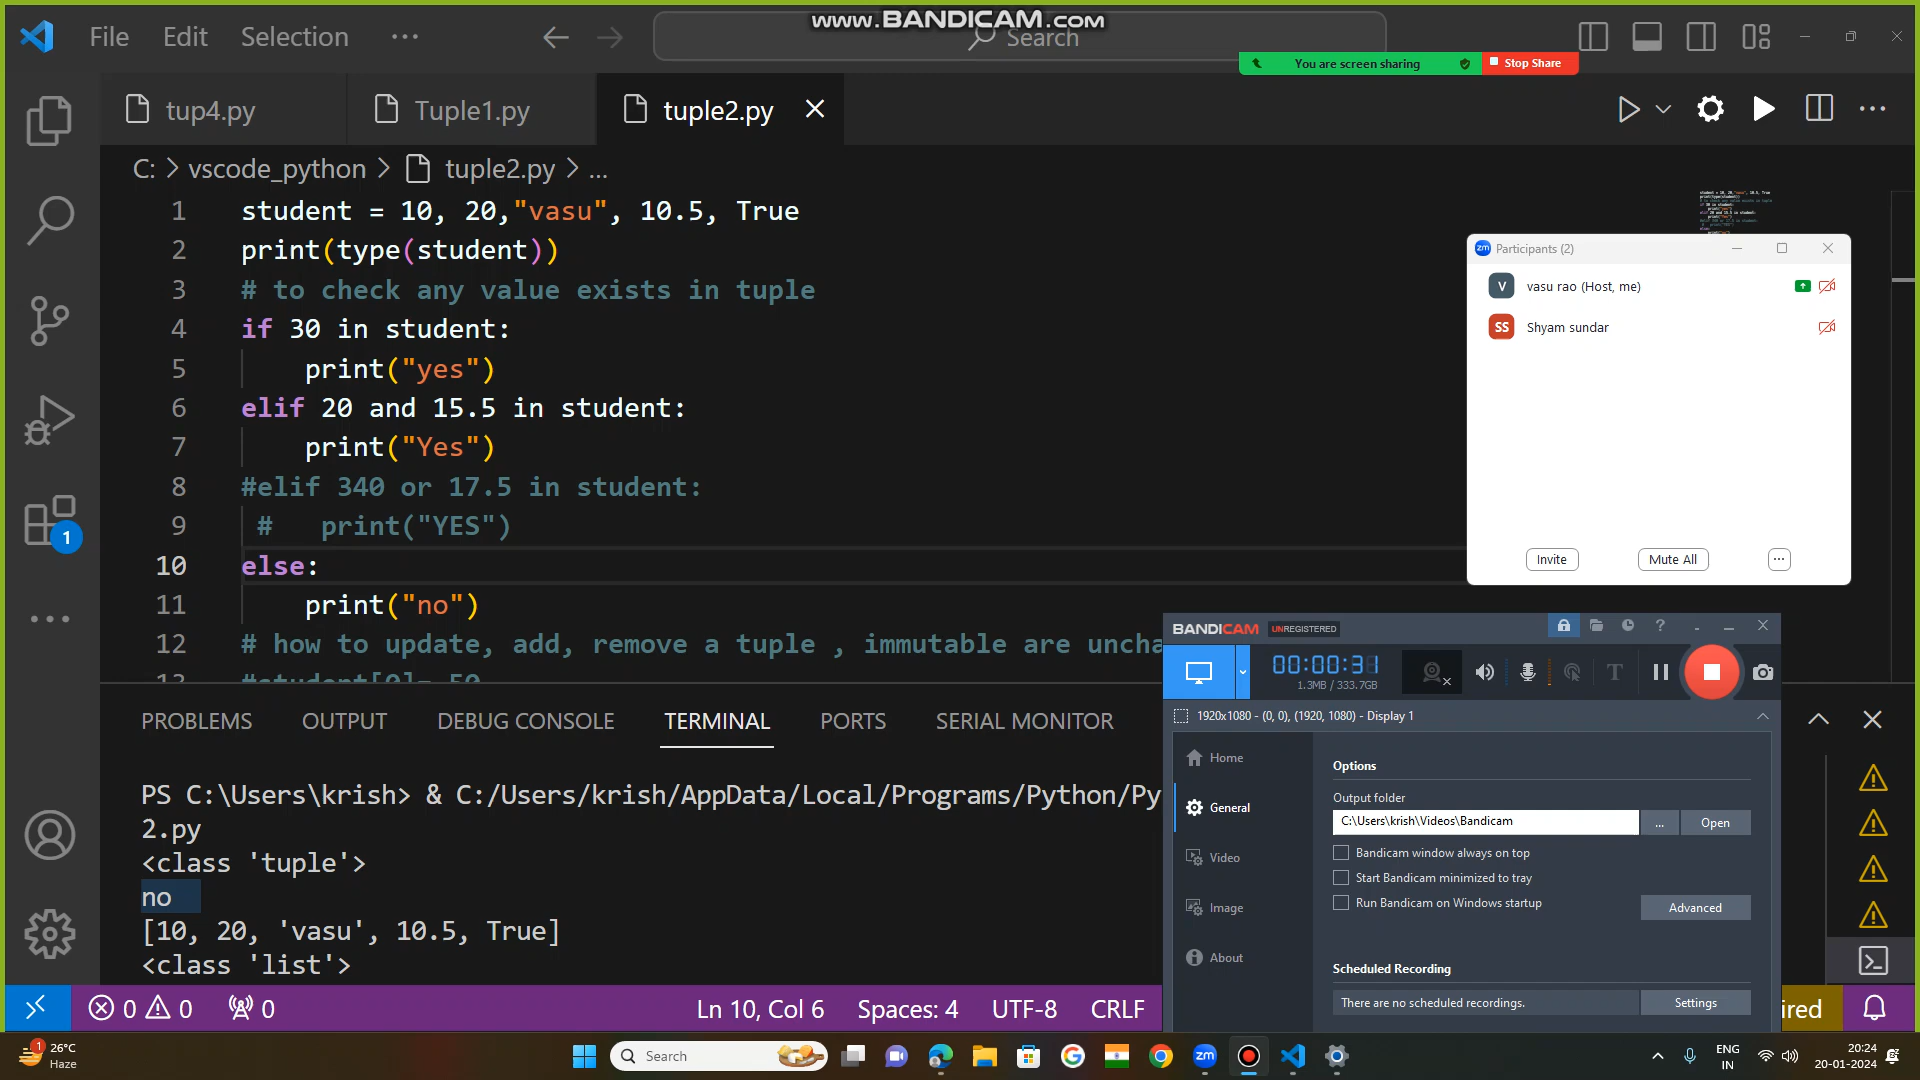 www.BANDICAM.com
File Edit Selection ··· Search
You are screen sharing Stop Share
tup4.py Tuple1.py tuple2.py
C: > vscode_python > tuple2.py > ...
1 student = 10, 20,"vasu", 10.5, True
2 print(type(student))
3 # to check any value exists in tuple
4 if 30 in student:
5 print("yes")
6 elif 20 and 15.5 in student:
7 print("Yes")
8 #elif 340 or 17.5 in student:
9 # print("YES")
10 else:
11 print("no")
12 # how to update, add, remove a tuple , immutable are uncha
13 #student[0]= 50
zm Participants (2)
V vasu rao (Host, me)
SS Shyam sundar
Invite Mute All ...
BANDICAM UNREGISTERED
00:00:31
1.3MB / 333.7GB
1920x1080 - (0, 0), (1920, 1080) - Display 1
Home
General
Video
Image
About
Options
Output folder
C:\Users\krish\Videos\Bandicam ... Open
Bandicam window always on top
Start Bandicam minimized to tray
Run Bandicam on Windows startup
Advanced
Scheduled Recording
There are no scheduled recordings. Settings
1
PROBLEMS OUTPUT DEBUG CONSOLE TERMINAL PORTS SERIAL MONITOR
PS C:\Users\krish> & C:/Users/krish/AppData/Local/Programs/Python/Py
2.py
<class 'tuple'>
no
[10, 20, 'vasu', 10.5, True]
<class 'list'>
0 0 0 Ln 10, Col 6 Spaces: 4 UTF-8 CRLF ired
1 26°C
Haze
Search
zm
ENG
IN
20:24
20-01-2024